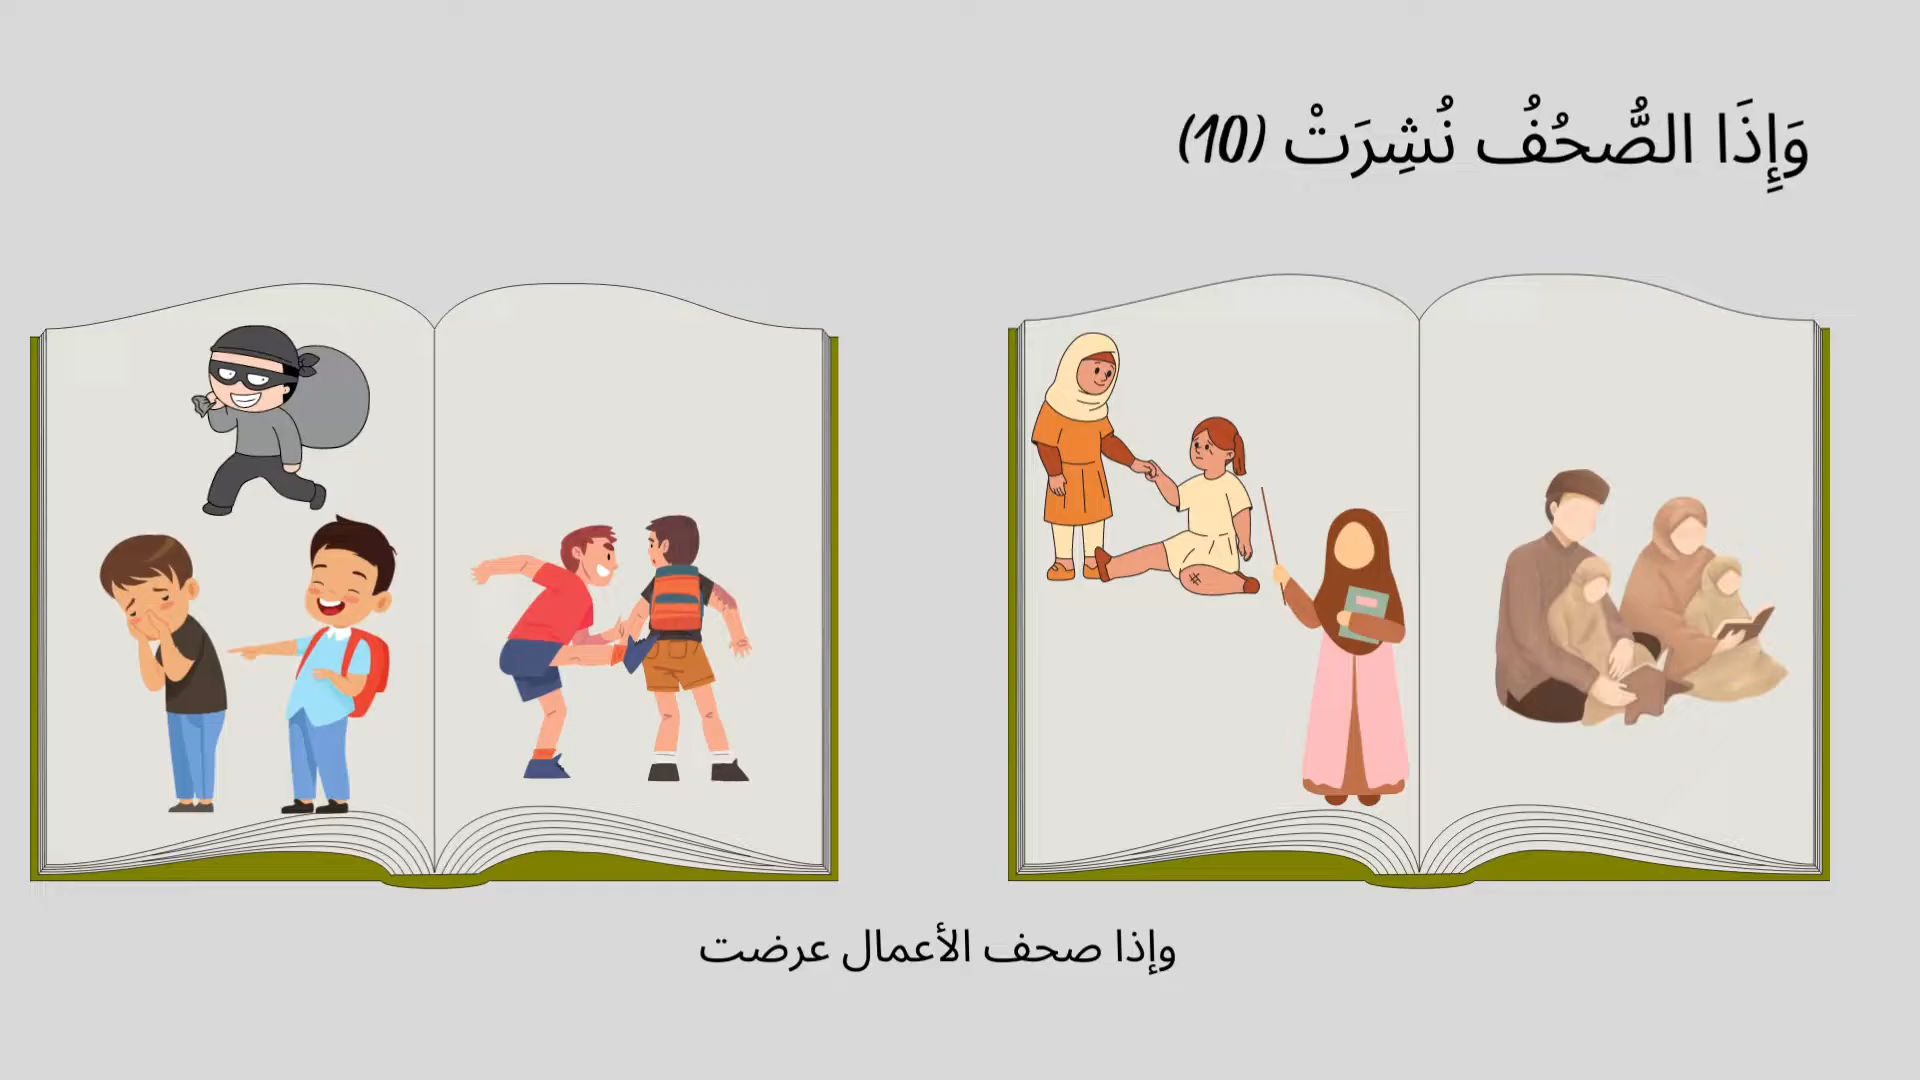 وَإِذَا الصُّحُفُ نُشِرَتْ (10)
وإذا صحف الأعمال عرضت